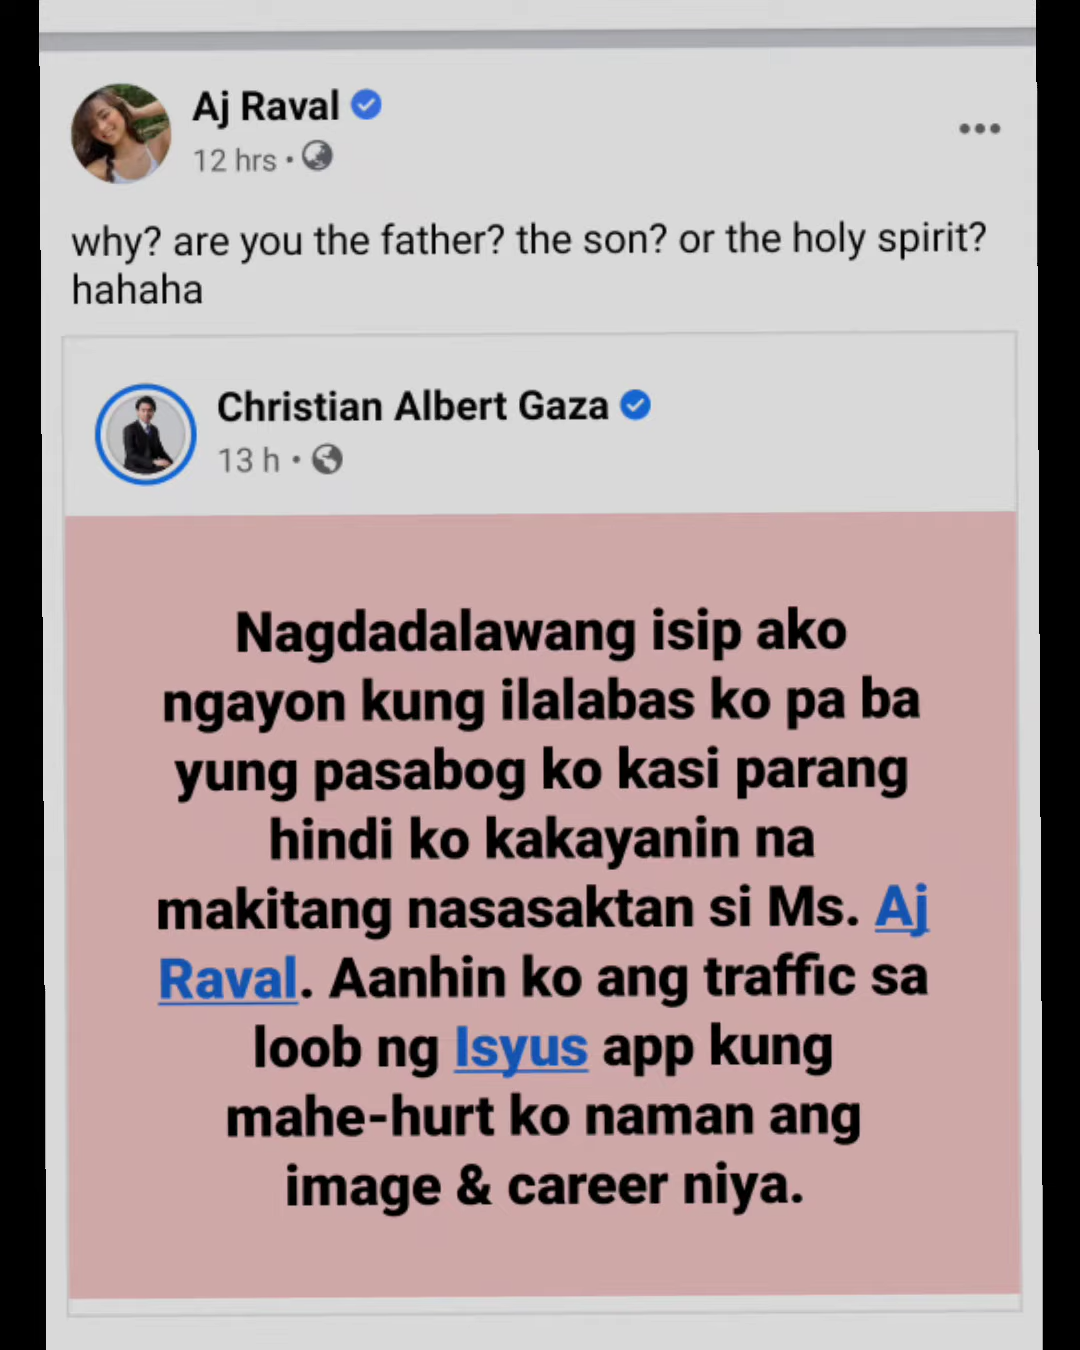 Aj Raval
12 hrs •
why? are you the father? the son? or the holy spirit?
hahaha
Christian Albert Gaza
13 h •
Nagdadalawang isip ako
ngayon kung ilalabas ko pa ba
yung pasabog ko kasi parang
hindi ko kakayanin na
makitang nasasaktan si Ms. Aj
Raval. Aanhin ko ang traffic sa
loob ng Isyus app kung
mahe-hurt ko naman ang
image & career niya.